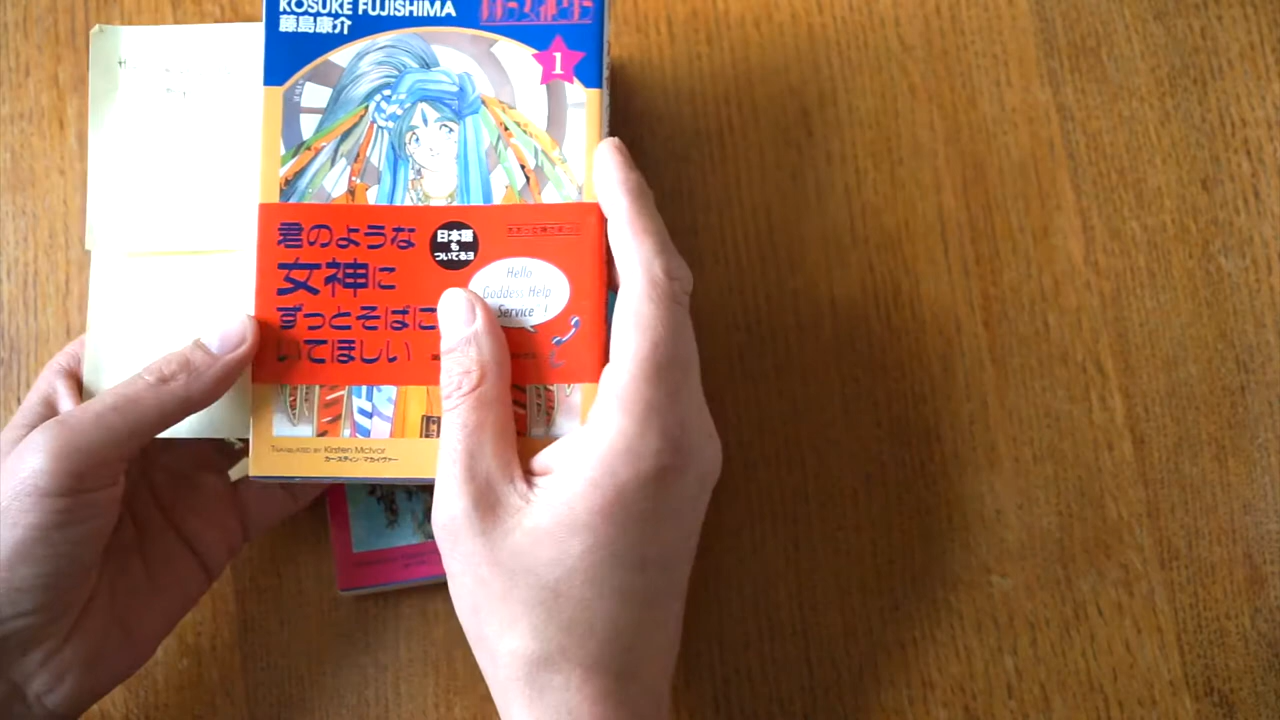 KOSUKE FUJISHIMA
藤島康介
1
君のような
女神に
ずっとそばに
いてほしい
日本語
も
ついてるヨ
Hello
Goddess Help
Service !
TRANSLATED BY Kirsten McIvor
カースティン・マカイヴァー